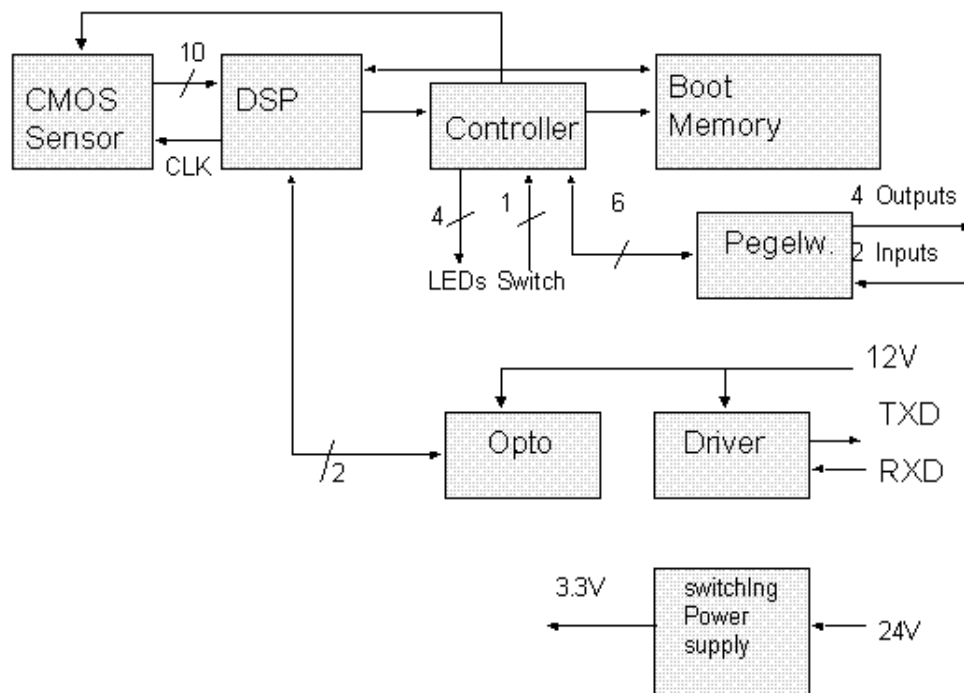 10
CMOS
Sensor
DSP
CLK
Controller
Boot
Memory
4
1
6
LEDs Switch
Pegelw.
4 Outputs
2 Inputs
12V
Opto
Driver
TXD
RXD
2
3.3V
switching
Power
supply
24V